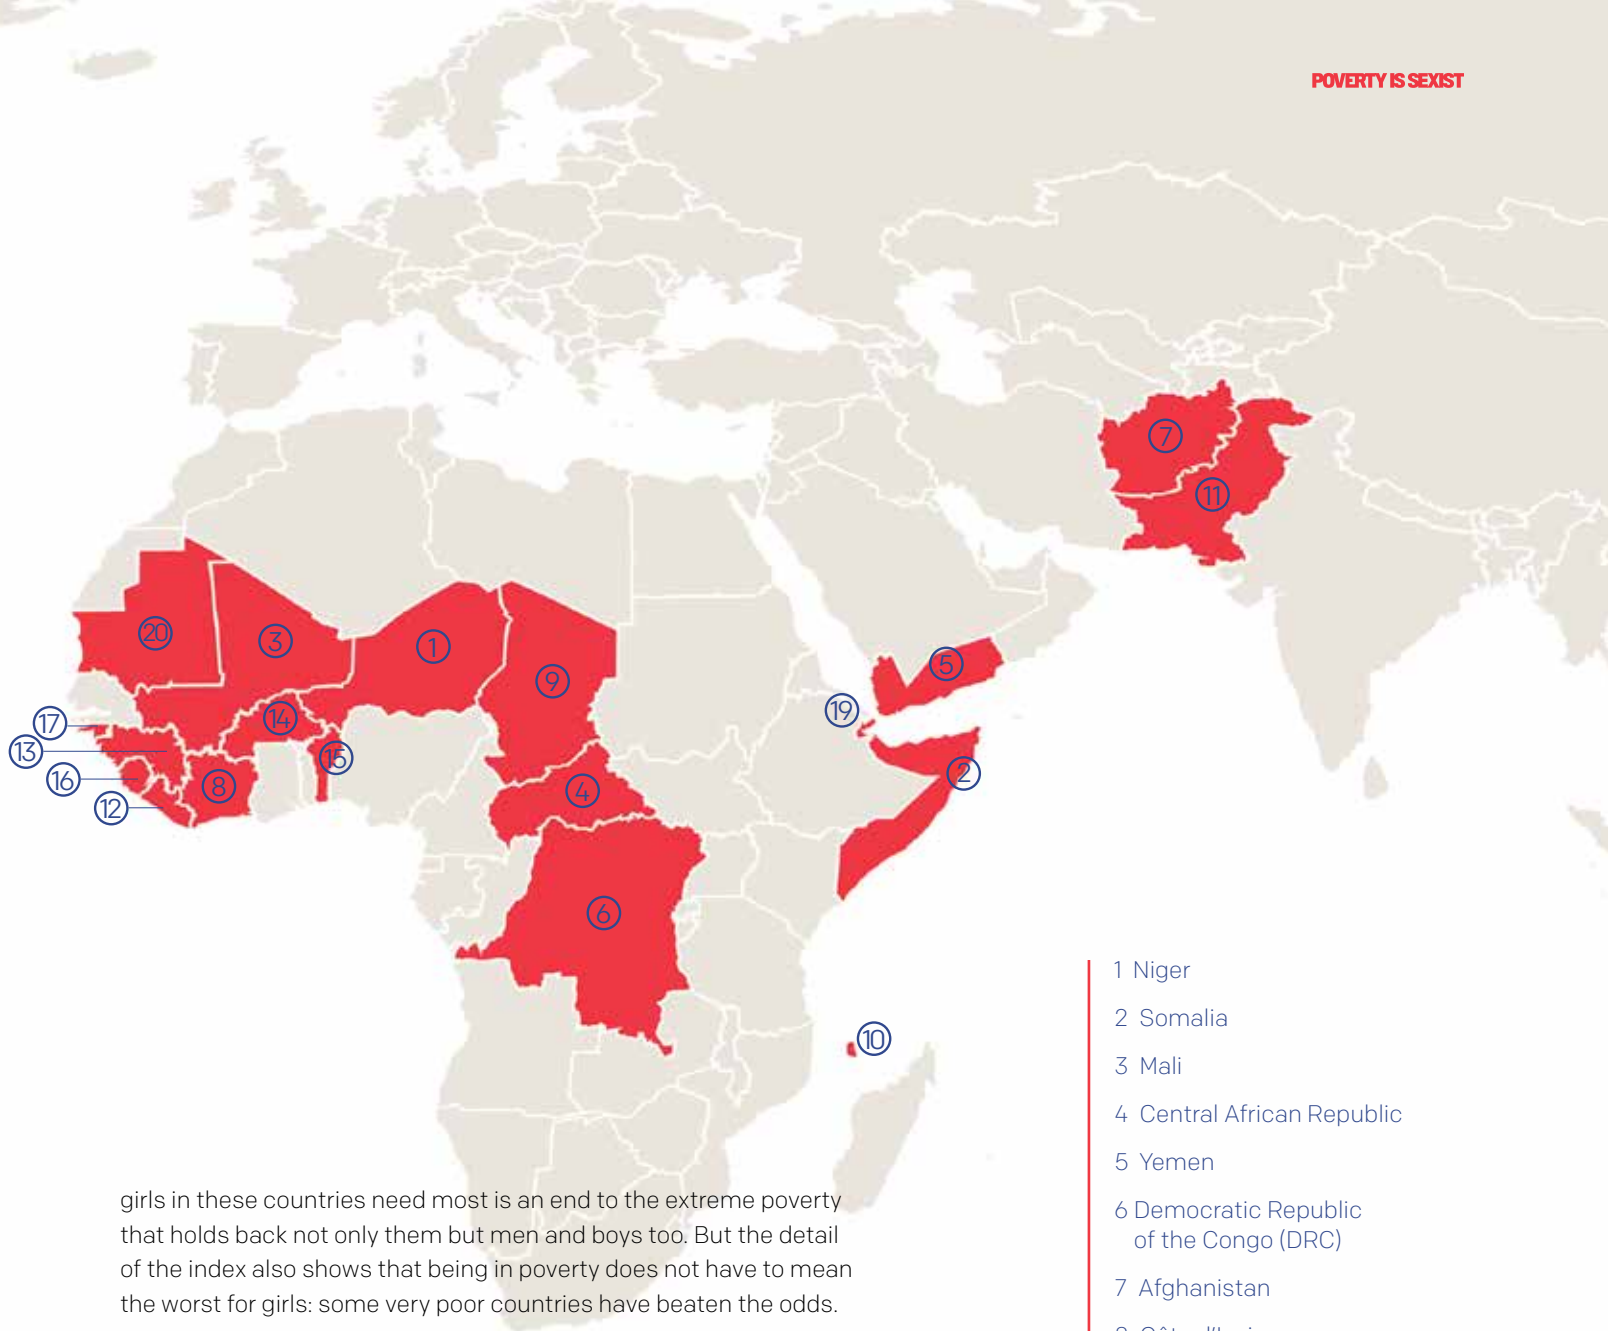 POVERTY IS SEXIST
7
11
20
3
1
9
5
19
17
14
13
15
2
16
8
4
12
6
10
1 Niger
2 Somalia
3 Mali
4 Central African Republic
5 Yemen
6 Democratic Republic
of the Congo (DRC)
7 Afghanistan
girls in these countries need most is an end to the extreme poverty
that holds back not only them but men and boys too. But the detail
of the index also shows that being in poverty does not have to mean
the worst for girls: some very poor countries have beaten the odds.